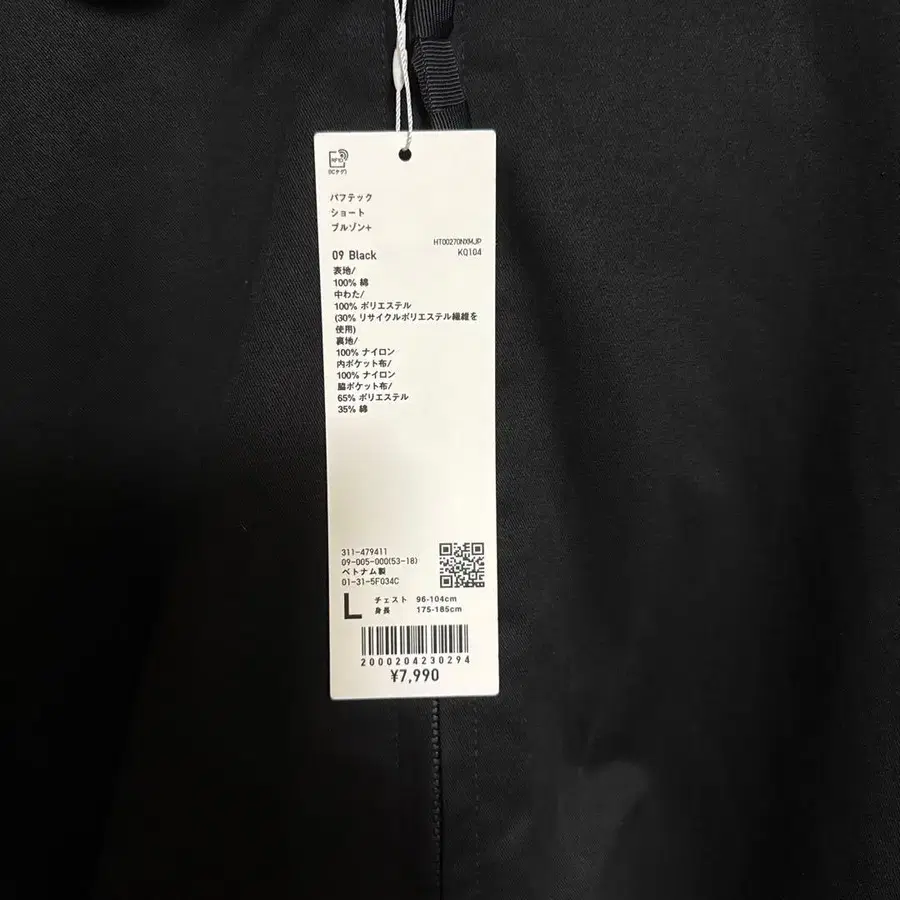 RFID
(ICタグ)
パフテック
ショート
ブルゾン+
HT00270NXMJP
09 Black
KQ104
表地/
100% 綿
中わた/
100% ポリエステル
(30% リサイクルポリエステル繊維を
使用)
裏地/
100% ナイロン
内ポケット布/
100% ナイロン
脇ポケット布/
65% ポリエステル
35% 綿
311-479411
09-005-000(53-18)
ベトナム製
01-31-5F034C
L チェスト 96-104cm
身長 175-185cm
2000204230294
¥7,990